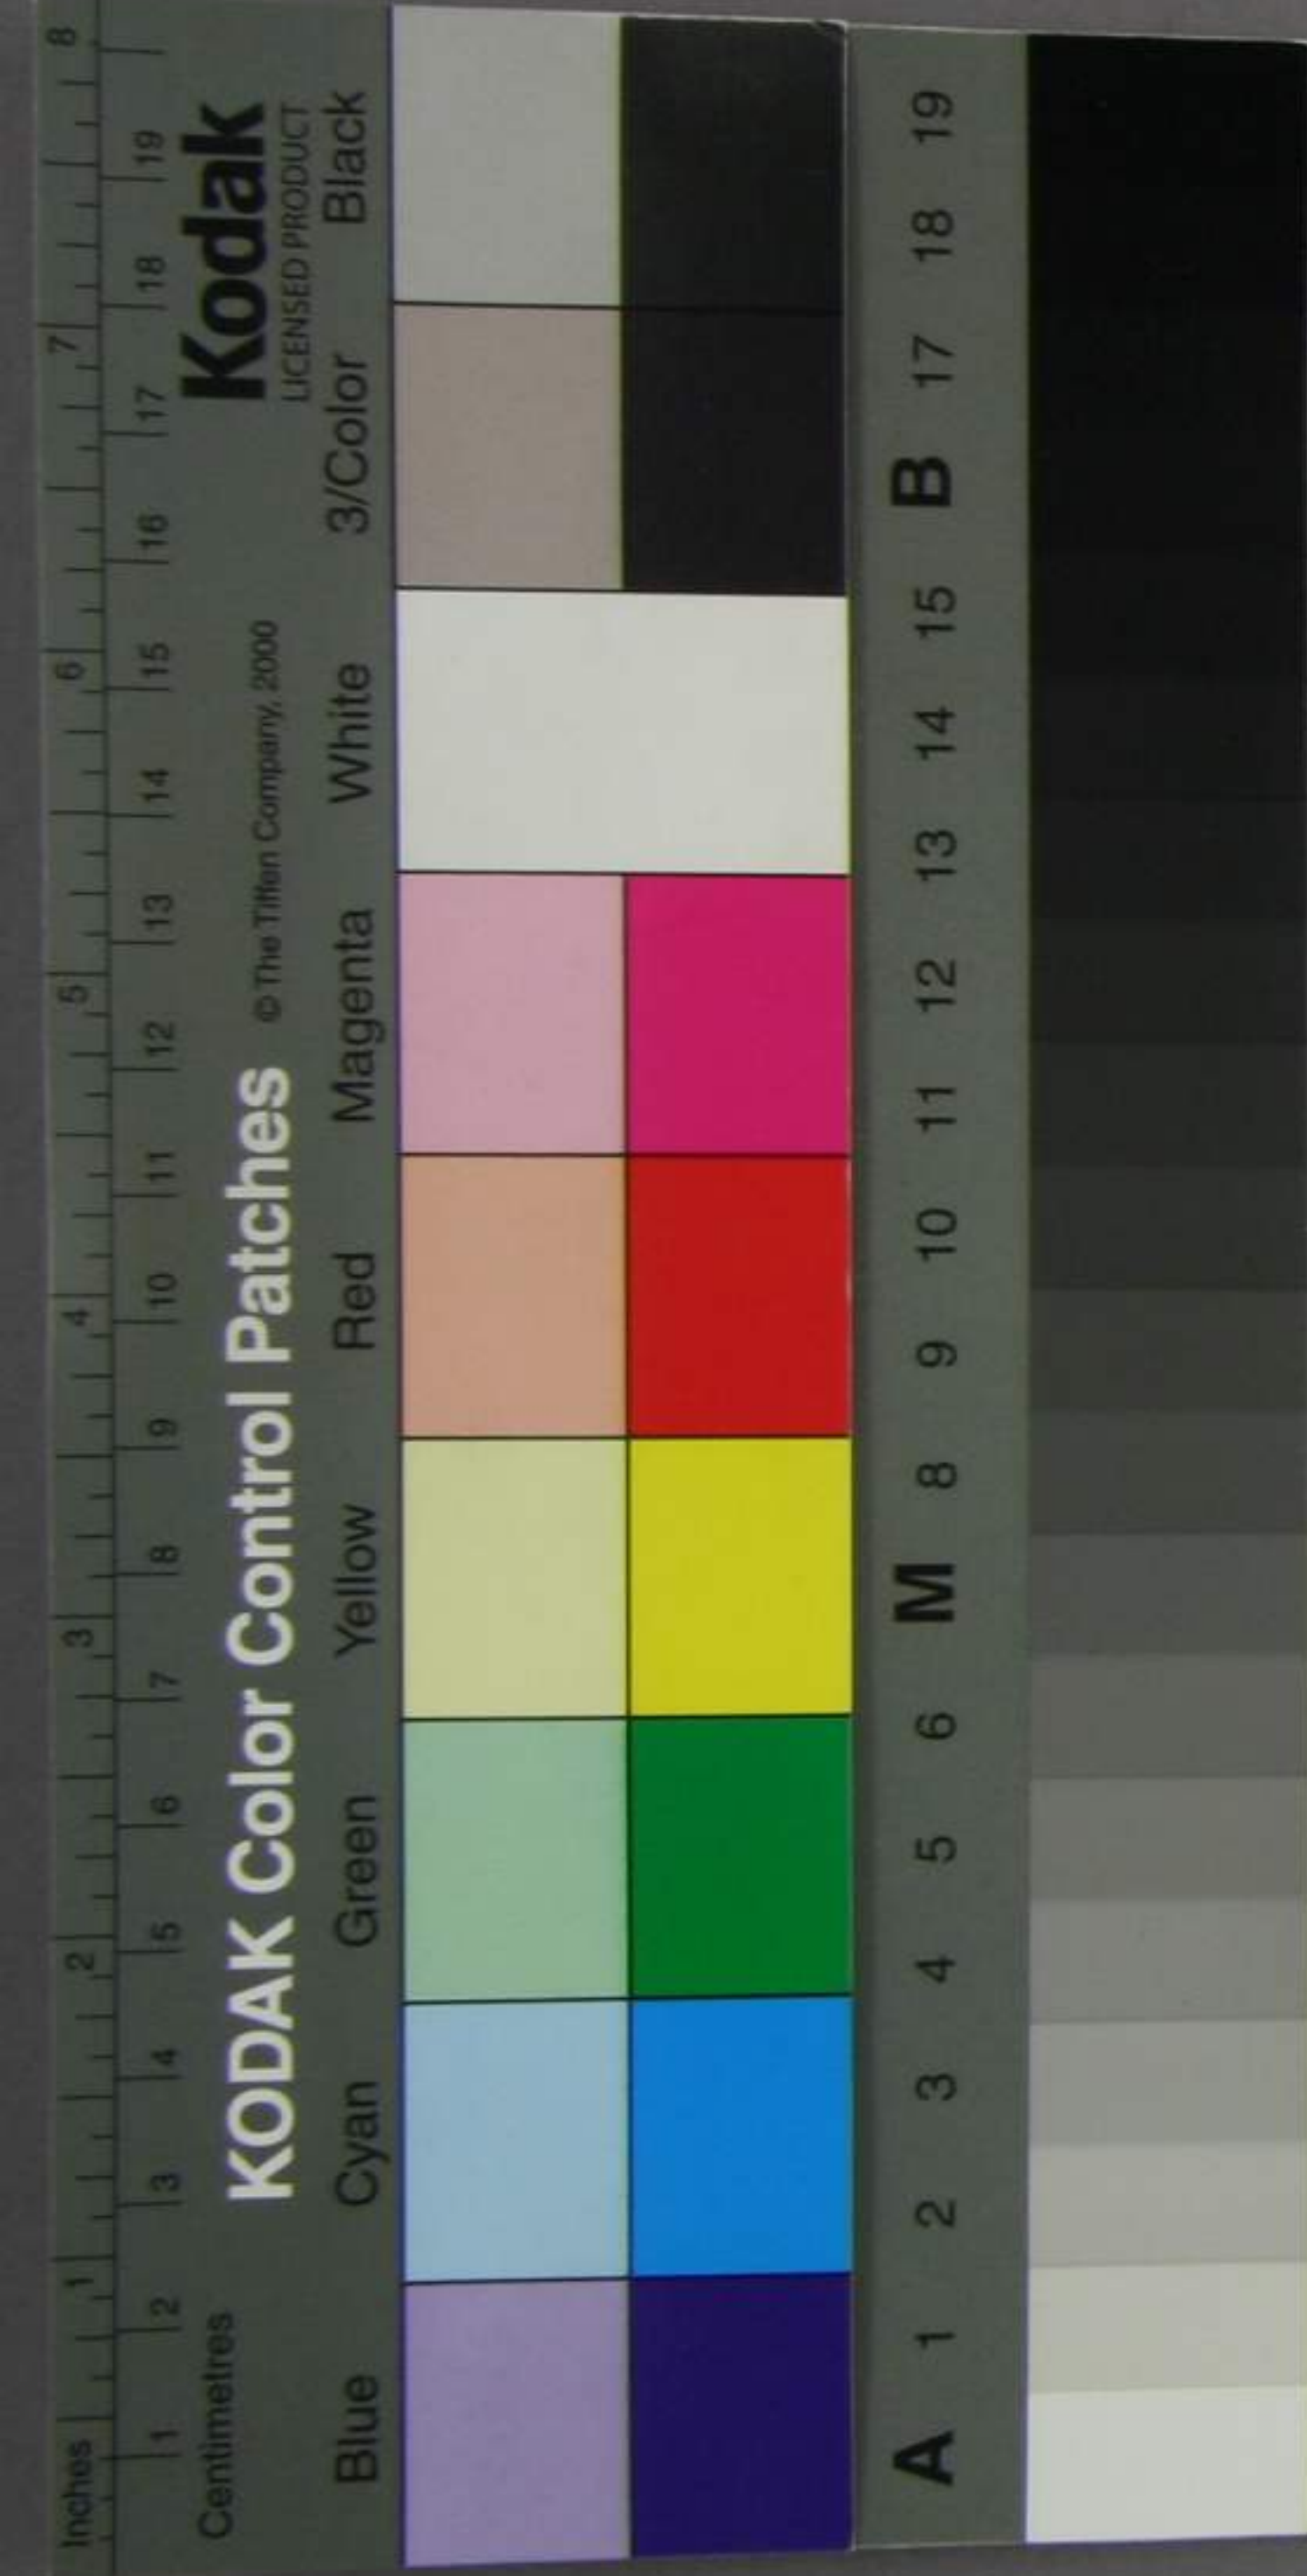 Inches 1 2 3 4 5 6 7 8
1 2 3 4 5 6 7 8 9 10 11 12 13 14 15 16 17 18 19
Centimetres
KODAK Color Control Patches © The Tiffen Company, 2000 Kodak
LICENSED PRODUCT
Blue Cyan Green Yellow Red Magenta White 3/Color Black
A 1 2 3 4 5 6 M 8 9 10 11 12 13 14 15 B 17 18 19